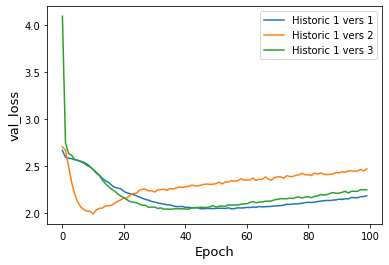 Historic 1 vers 1
Historic 1 vers 2
Historic 1 vers 3
4.0
3.5
3.0
2.5
2.0
val_loss
0 20 40 60 80 100
Epoch